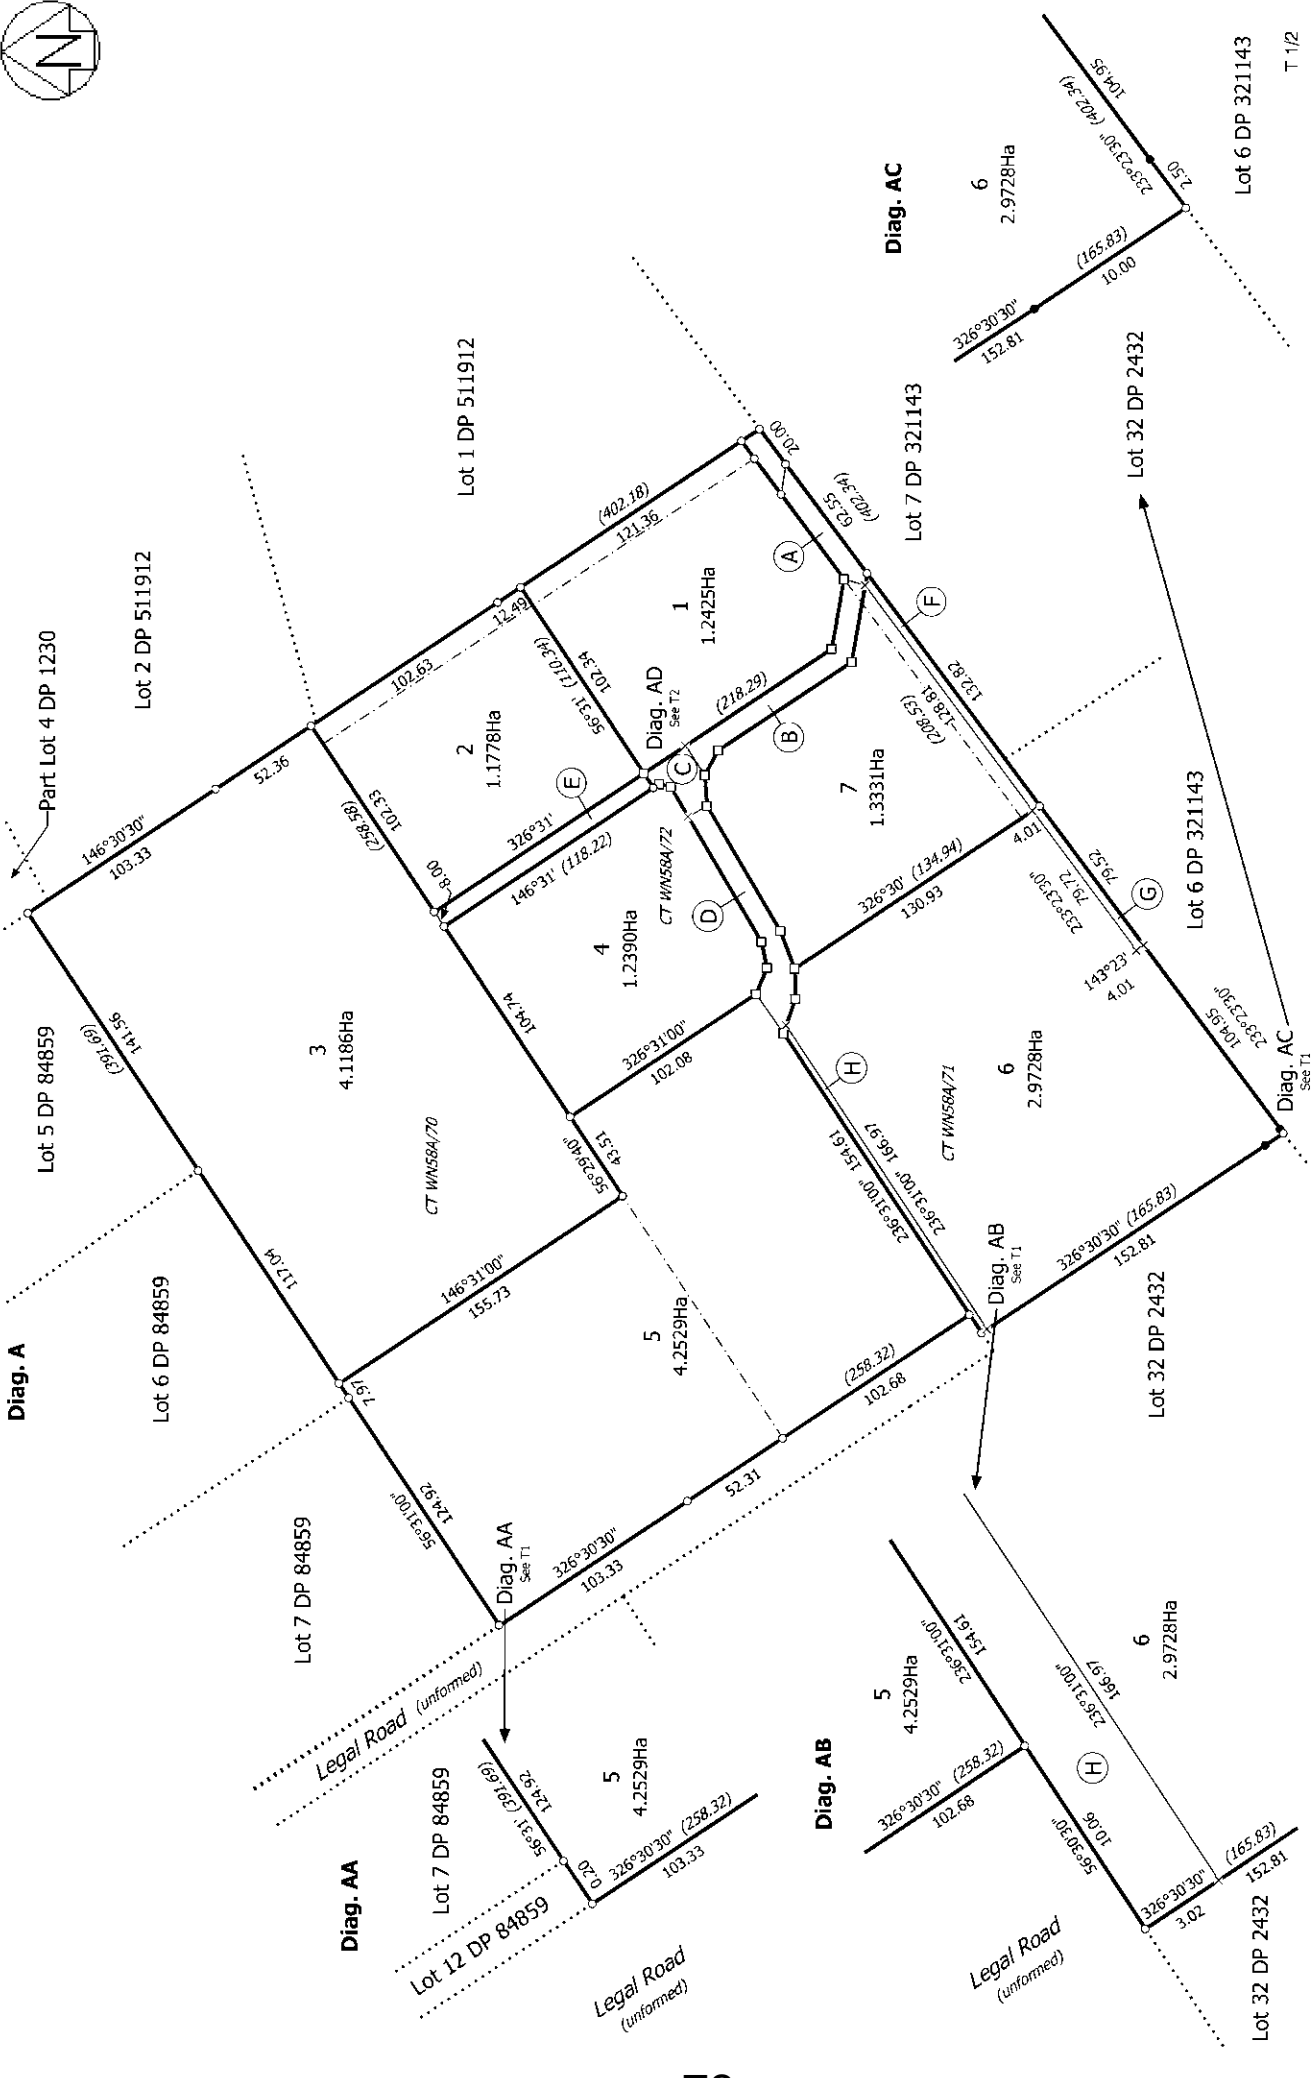 N
Diag. A
Lot 5 DP 84859
Part Lot 4 DP 1230
Lot 2 DP 511912
Lot 1 DP 511912
Lot 6 DP 84859
Lot 7 DP 84859
Legal Road (unformed)
Diag. AA
See T1
146°30'30"
103.33
52.36
102.63
12.49
(402.18)
121.36
20.00
62.55
(402.34)
Lot 7 DP 321143
141.56
(391.69)
117.04
7.97
56°31'00"
124.92
3
4.1186Ha
CT WN58A/70
(258.58)
102.33
8.00
2
1.1778Ha
56°31' (110.34)
102.34
1
1.2425Ha
Diag. AD
See T2
(218.29)
A
B
C
D
E
F
G
H
326°31'
146°31' (118.22)
CT WN58A/72
4
1.2390Ha
104.74
326°31'00"
102.08
56°29'40"
43.51
146°31'00"
155.73
5
4.2529Ha
326°30'30"
103.33
52.31
(258.32)
102.68
7
1.3331Ha
(208.53)
128.81
132.82
326°30' (134.94)
130.93
4.01
79.52
79.72
233°23'30"
143°23'
4.01
Lot 6 DP 321143
104.95
233°23'30"
Diag. AC
See T1
236°31'00" 154.61
236°31'00" 166.97
CT WN58A/71
6
2.9728Ha
Diag. AB
See T1
326°30'30" (165.83)
152.81
Lot 32 DP 2432
Lot 32 DP 2432
Diag. AC
6
2.9728Ha
233°23'30" (402.34)
104.95
2.50
(165.83)
10.00
326°30'30"
152.81
Lot 6 DP 321143
T 1/2
Diag. AA
Lot 7 DP 84859
Lot 12 DP 84859
56°31' (391.69)
124.92
0.20
326°30'30" (258.32)
103.33
5
4.2529Ha
Legal Road
(unformed)
Diag. AB
5
4.2529Ha
326°30'30" (258.32)
102.68
236°31'00"
154.61
56°30'30"
10.06
H
236°31'00"
166.97
6
2.9728Ha
326°30'30"
3.02
(165.83)
152.81
Legal Road
(unformed)
Lot 32 DP 2432